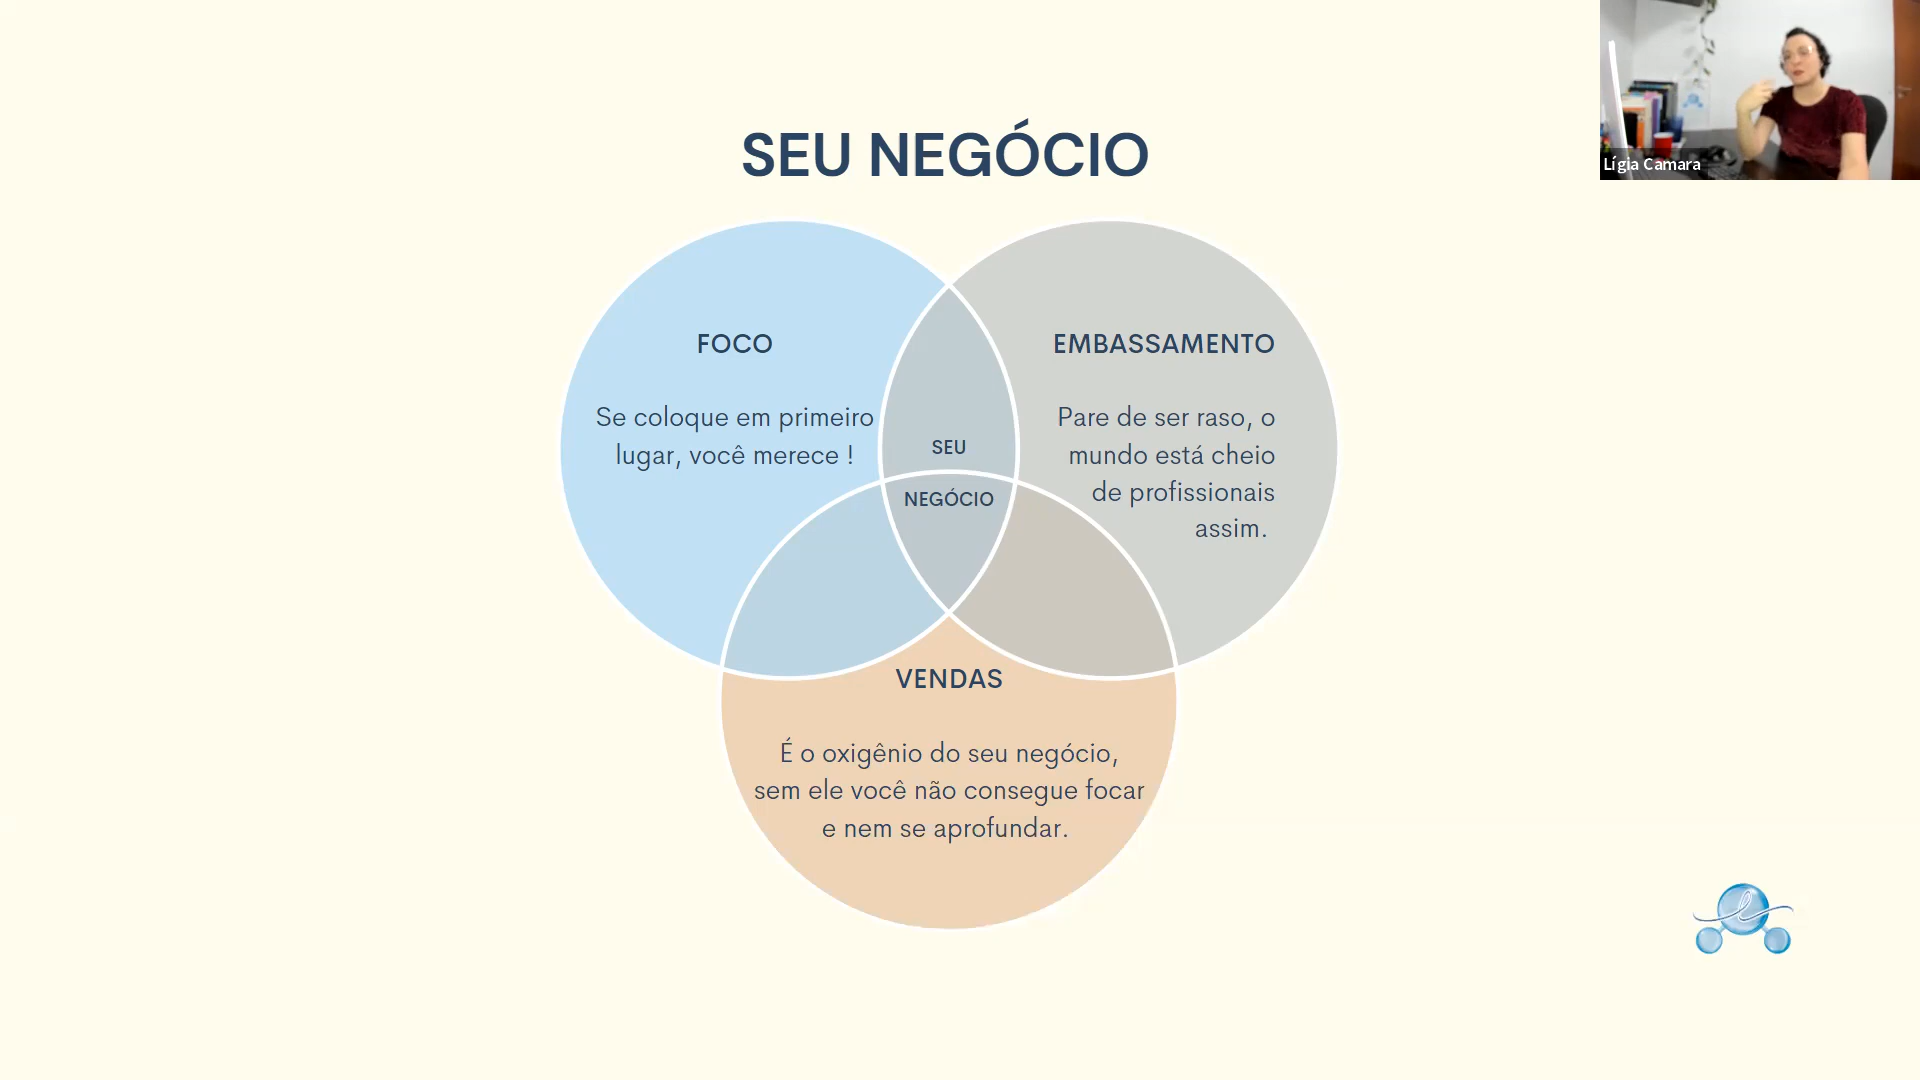 SEU NEGÓCIO
Lígia Camara
FOCO
Se coloque em primeiro
lugar, você merece !
EMBASSAMENTO
Pare de ser raso, o
mundo está cheio
de profissionais
assim.
SEU
NEGÓCIO
VENDAS
É o oxigênio do seu negócio,
sem ele você não consegue focar
e nem se aprofundar.